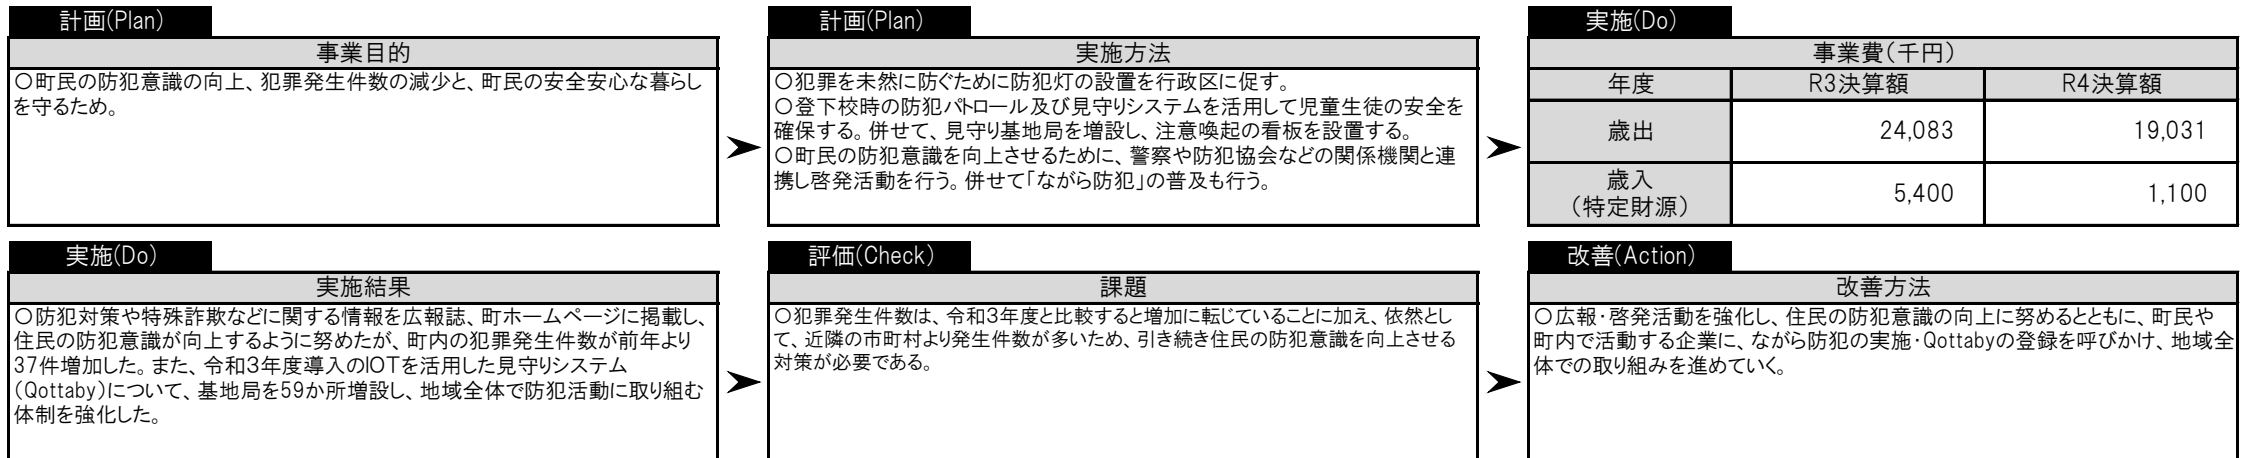 計画(Plan)
事業目的
○町民の防犯意識の向上、犯罪発生件数の減少と、町民の安全安心な暮らし
を守るため。
計画(Plan)
実施方法
○犯罪を未然に防ぐために防犯灯の設置を行政区に促す。
○登下校時の防犯パトロール及び見守りシステムを活用して児童生徒の安全を
確保する。併せて、見守り基地局を増設し、注意喚起の看板を設置する。
○町民の防犯意識を向上させるために、警察や防犯協会などの関係機関と連
携し啓発活動を行う。併せて「ながら防犯」の普及も行う。
実施(Do)
事業費(千円)
年度 R3決算額 R4決算額
歳出 24,083 19,031
歳入
(特定財源) 5,400 1,100
実施(Do)
実施結果
○防犯対策や特殊詐欺などに関する情報を広報誌、町ホームページに掲載し、
住民の防犯意識が向上するように努めたが、町内の犯罪発生件数が前年より
37件増加した。また、令和3年度導入のIOTを活用した見守りシステム
(Qottaby)について、基地局を59か所増設し、地域全体で防犯活動に取り組む
体制を強化した。
評価(Check)
課題
○犯罪発生件数は、令和3年度と比較すると増加に転じていることに加え、依然とし
て、近隣の市町村より発生件数が多いため、引き続き住民の防犯意識を向上させる
対策が必要である。
改善(Action)
改善方法
○広報・啓発活動を強化し、住民の防犯意識の向上に努めるとともに、町民や
町内で活動する企業に、ながら防犯の実施・Qottabyの登録を呼びかけ、地域全
体での取り組みを進めていく。